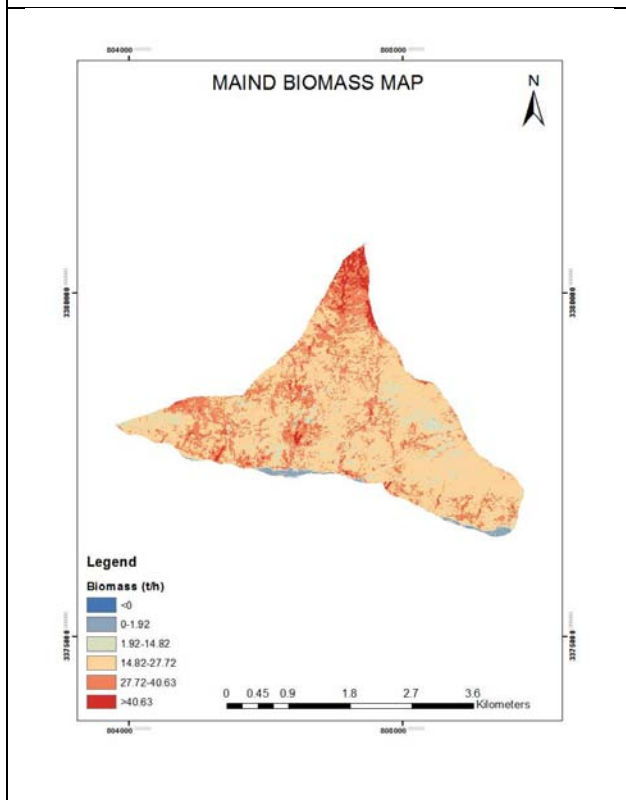 804000 808000
MAIND BIOMASS MAP
N
3380000 3380000
Legend
Biomass (t/h)
<0
0-1.92
1.92-14.82
14.82-27.72
27.72-40.63
>40.63
3375000 3375000
0 0.45 0.9 1.8 2.7 3.6
Kilometers
804000 808000